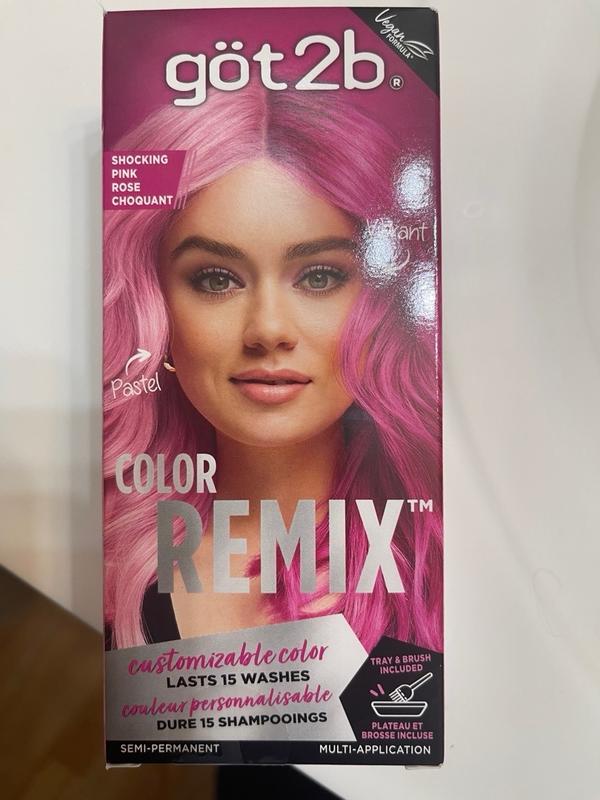 Vegan
FORMULA*
göt2b®
SHOCKING
PINK
ROSE
CHOQUANT
Pastel
COLOR
REMIX™
customizable color
LASTS 15 WASHES
couleur personnalisable
DURE 15 SHAMPOOINGS
TRAY & BRUSH
INCLUDED
PLATEAU ET
BROSSE INCLUSE
SEMI-PERMANENT
MULTI-APPLICATION